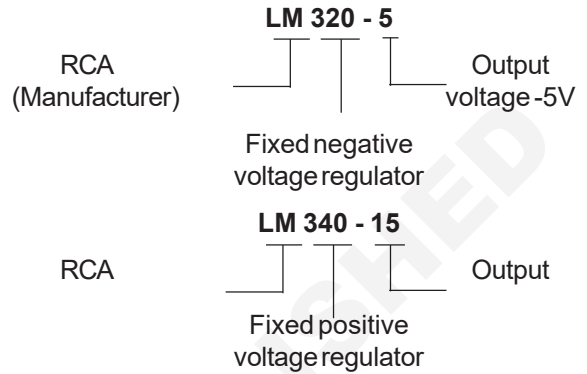 LM 320 - 5
RCA
(Manufacturer)
Output
voltage -5V
Fixed negative
voltage regulator
LM 340 - 15
RCA
Output
Fixed positive
voltage regulator